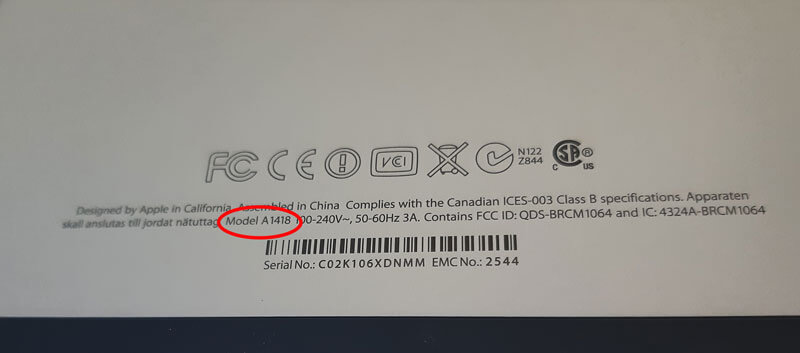 FC CE VCI N122
Z844 C SA ® US
Designed by Apple in California. Assembled in China Complies with the Canadian ICES-003 Class B specifications. Apparaten
skall anslutas till jordat nätuttag. Model A1418 100-240V~, 50-60Hz 3A. Contains FCC ID: QDS-BRCM1064 and IC: 4324A-BRCM1064
Serial No.: C02K106XDNMM EMC No.: 2544